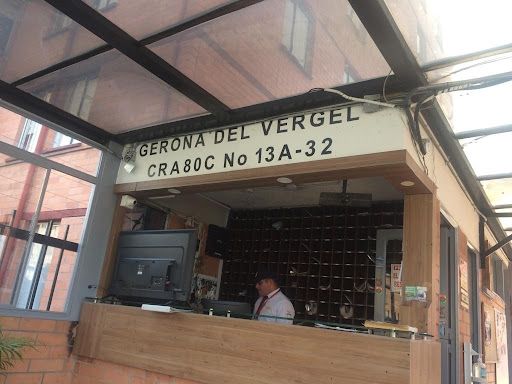 GERONA DEL VERGEL
CRA80C No 13A-32